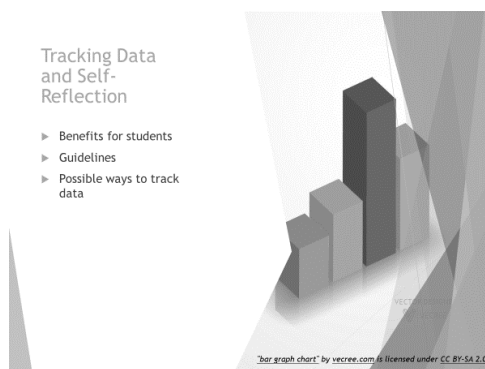 Tracking Data
and Self-
Reflection
Benefits for students
Guidelines
Possible ways to track
data
"bar graph chart" by vecree.com is licensed under CC BY-SA 2.0